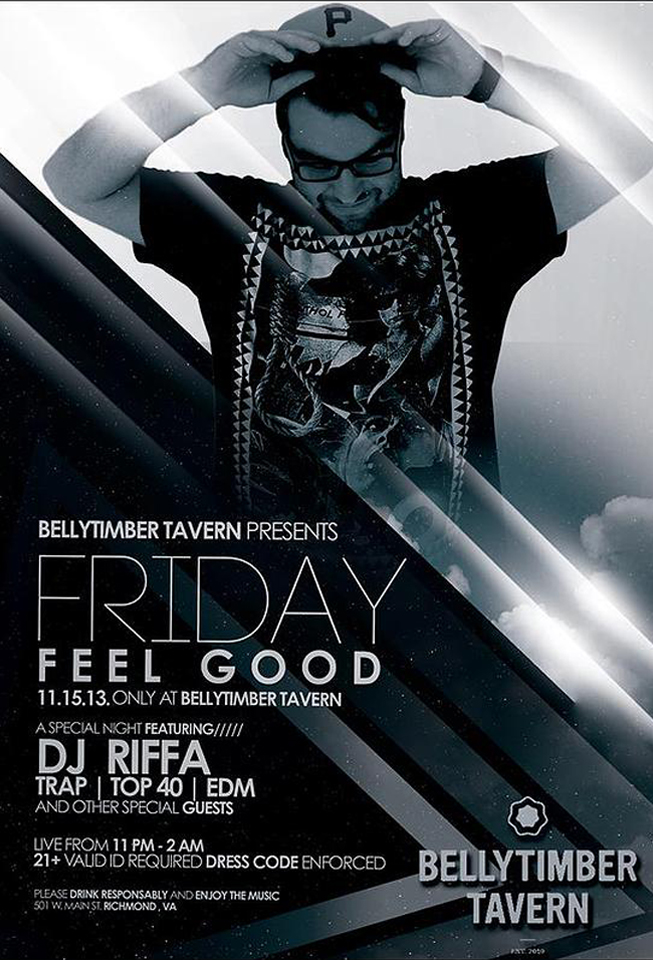 P
HOL
BELLYTIMBER TAVERN PRESENTS
FRIDAY
FEEL GOOD
11.15.13. ONLY AT BELLYTIMBER TAVERN
A SPECIAL NIGHT FEATURING/////
DJ RIFFA
TRAP | TOP 40 | EDM
AND OTHER SPECIAL GUESTS
LIVE FROM 11 PM - 2 AM
21+ VALID ID REQUIRED DRESS CODE ENFORCED
PLEASE DRINK RESPONSABLY AND ENJOY THE MUSIC
501 W. MAIN ST. RICHMOND , VA
BELLYTIMBER
TAVERN